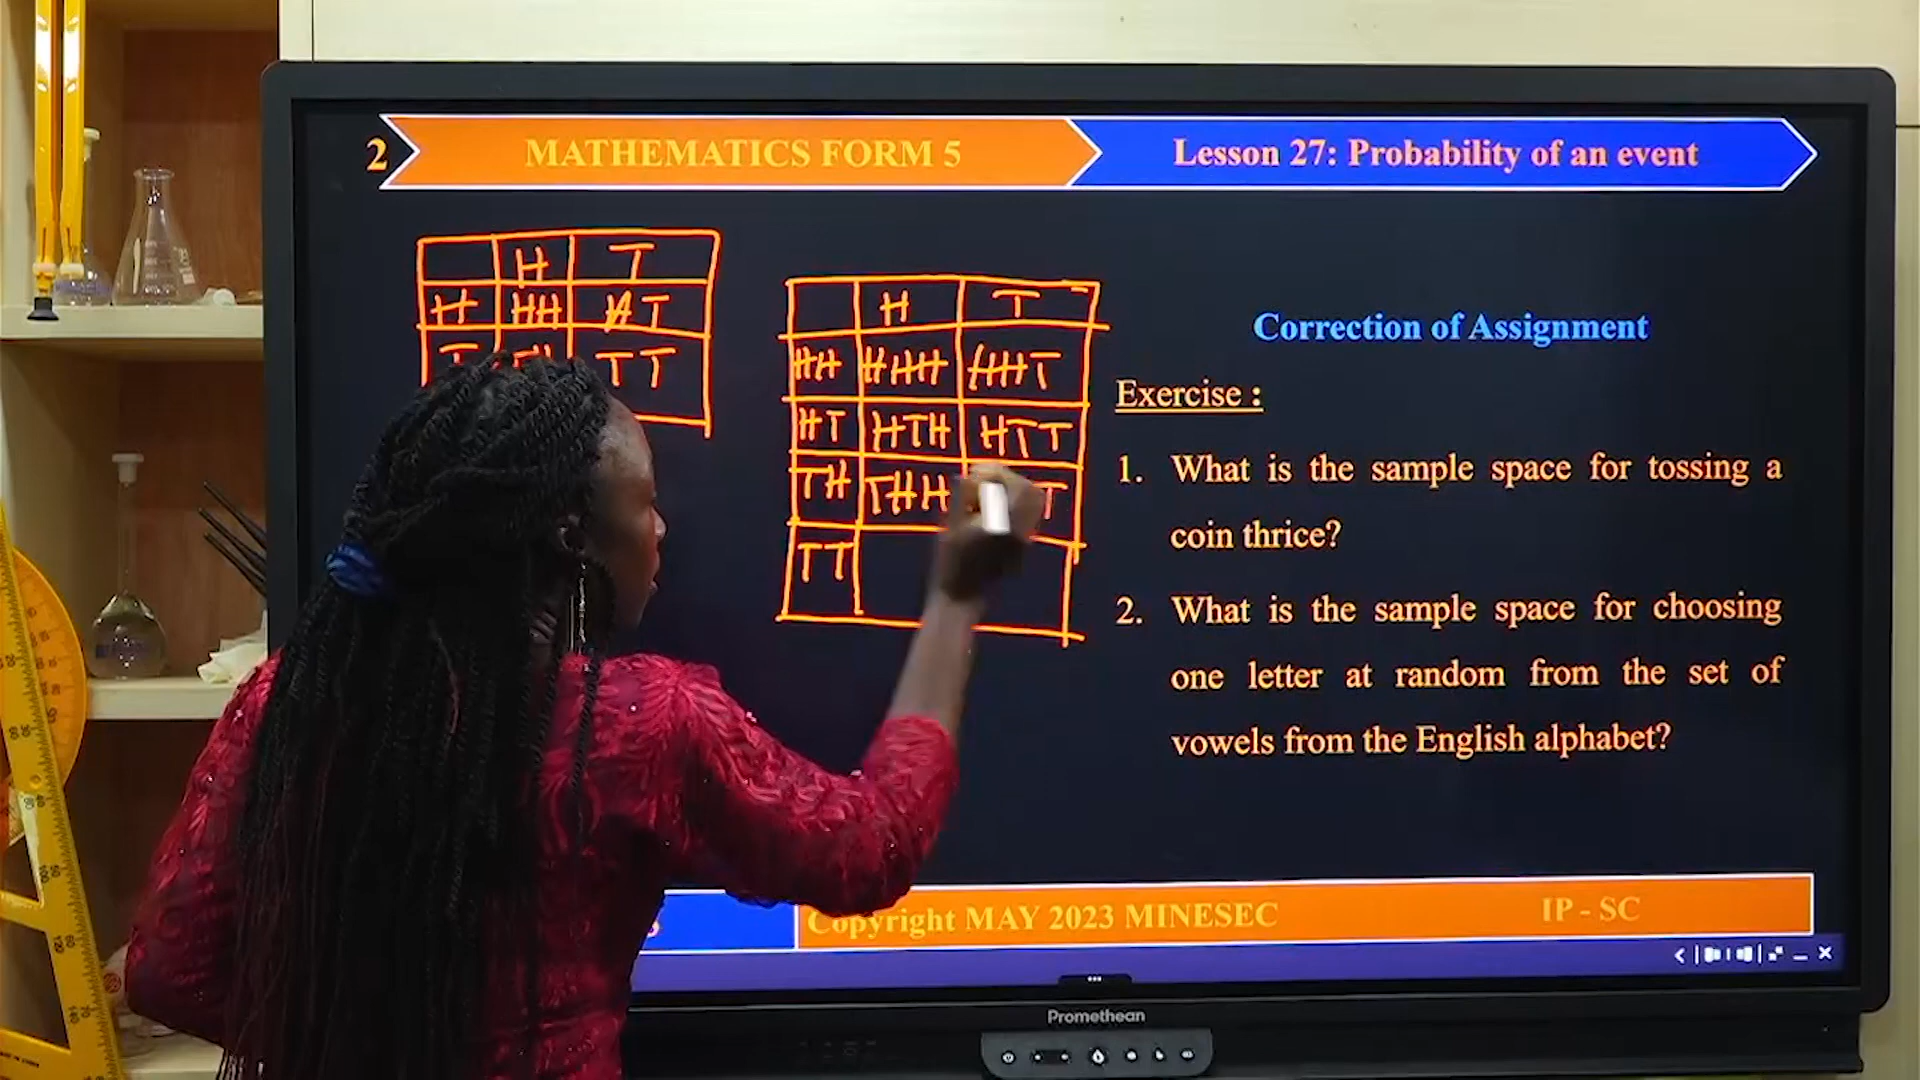 2 MATHEMATICS FORM 5 Lesson 27: Probability of an event
H T
H HH HT
T TT
H T
HH HHH HHT
HT HTH HTT
TH THH T
TT
Correction of Assignment
Exercise :
1. What is the sample space for tossing a
coin thrice?
2. What is the sample space for choosing
one letter at random from the set of
vowels from the English alphabet?
Copyright MAY 2023 MINESEC IP - SC
Promethean